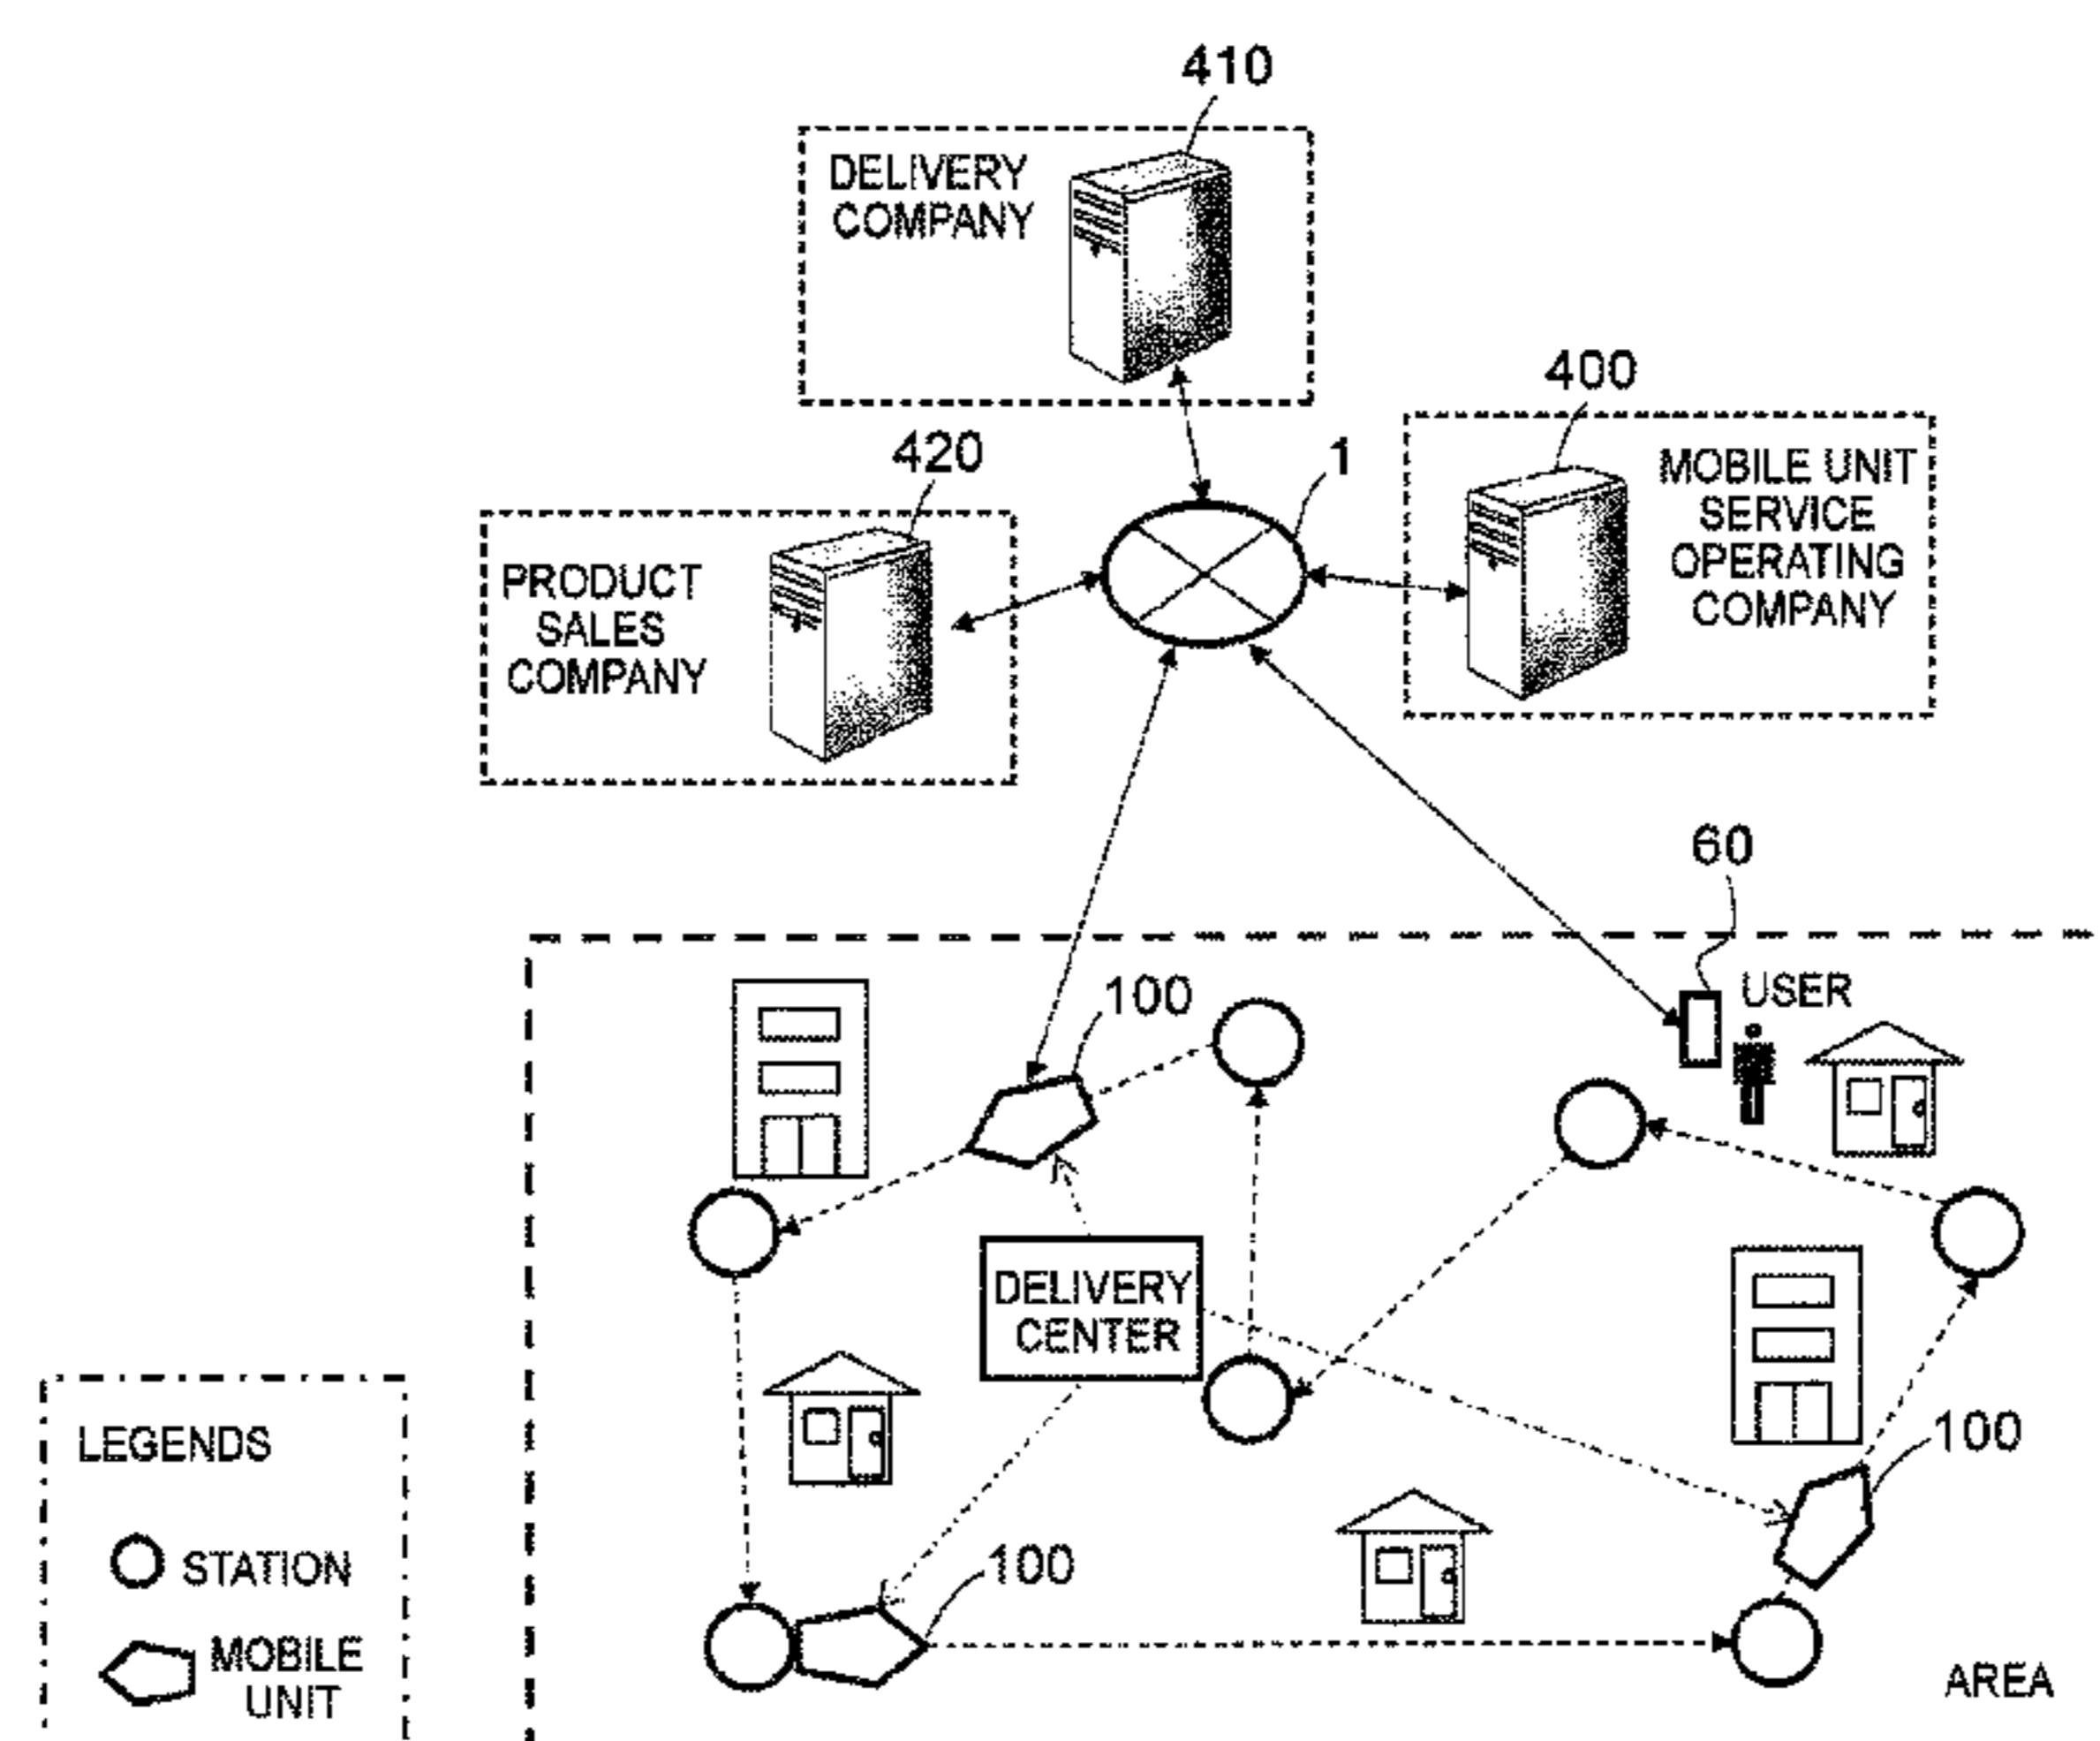 410
DELIVERY
COMPANY
400
420
1
MOBILE UNIT
SERVICE
OPERATING
COMPANY
PRODUCT
SALES
COMPANY
60
USER
100
DELIVERY
CENTER
100
100
AREA
LEGENDS
STATION
MOBILE
UNIT